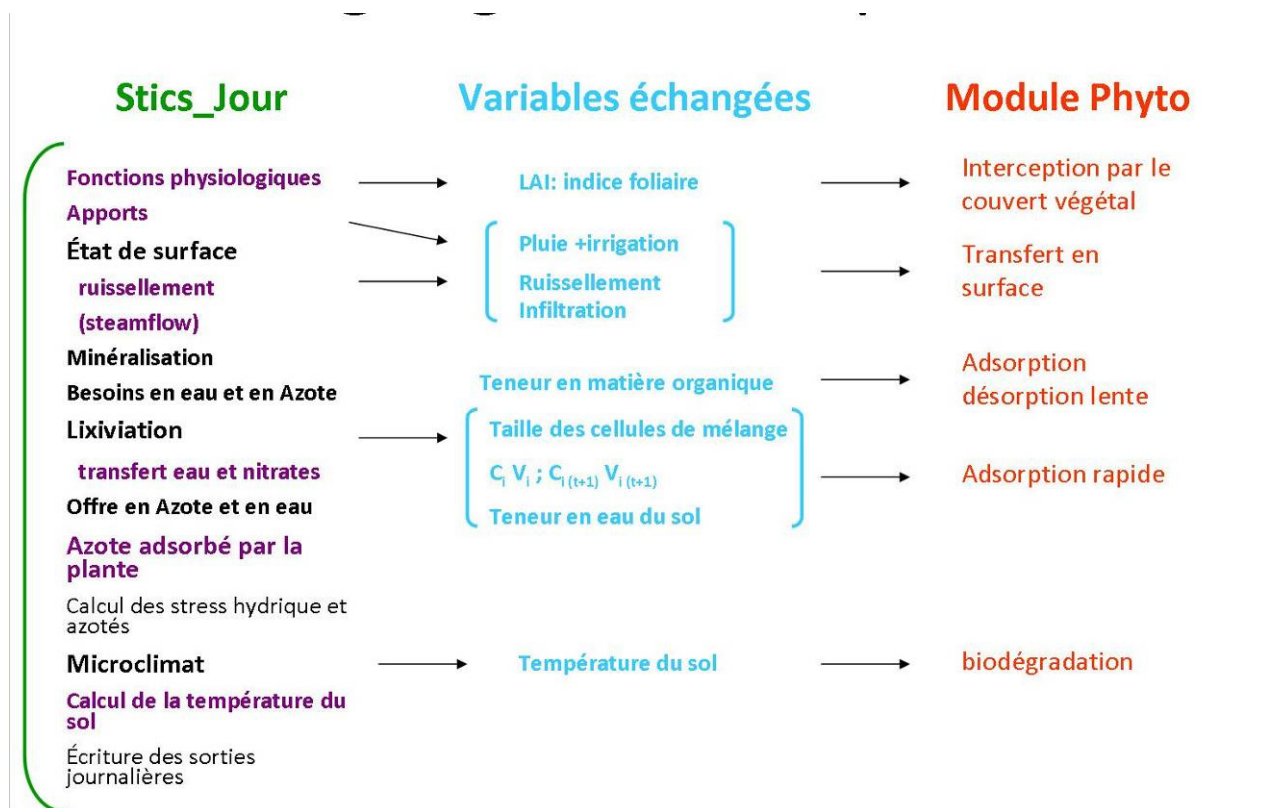 Stics_Jour
Variables échangées
Module Phyto
Fonctions physiologiques
Apports
État de surface
ruissellement
(steamflow)
Minéralisation
Besoins en eau et en Azote
Lixiviation
transfert eau et nitrates
Offre en Azote et en eau
Azote adsorbé par la
plante
Calcul des stress hydrique et
azotés
Microclimat
Calcul de la température du
sol
Écriture des sorties
journalières
LAI: indice foliaire
Pluie +irrigation
Ruissellement
Infiltration
Teneur en matière organique
Taille des cellules de mélange
Ci Vi ; Ci (t+1) Vi (t+1)
Teneur en eau du sol
Température du sol
Interception par le
couvert végétal
Transfert en
surface
Adsorption
désorption lente
Adsorption rapide
biodégradation